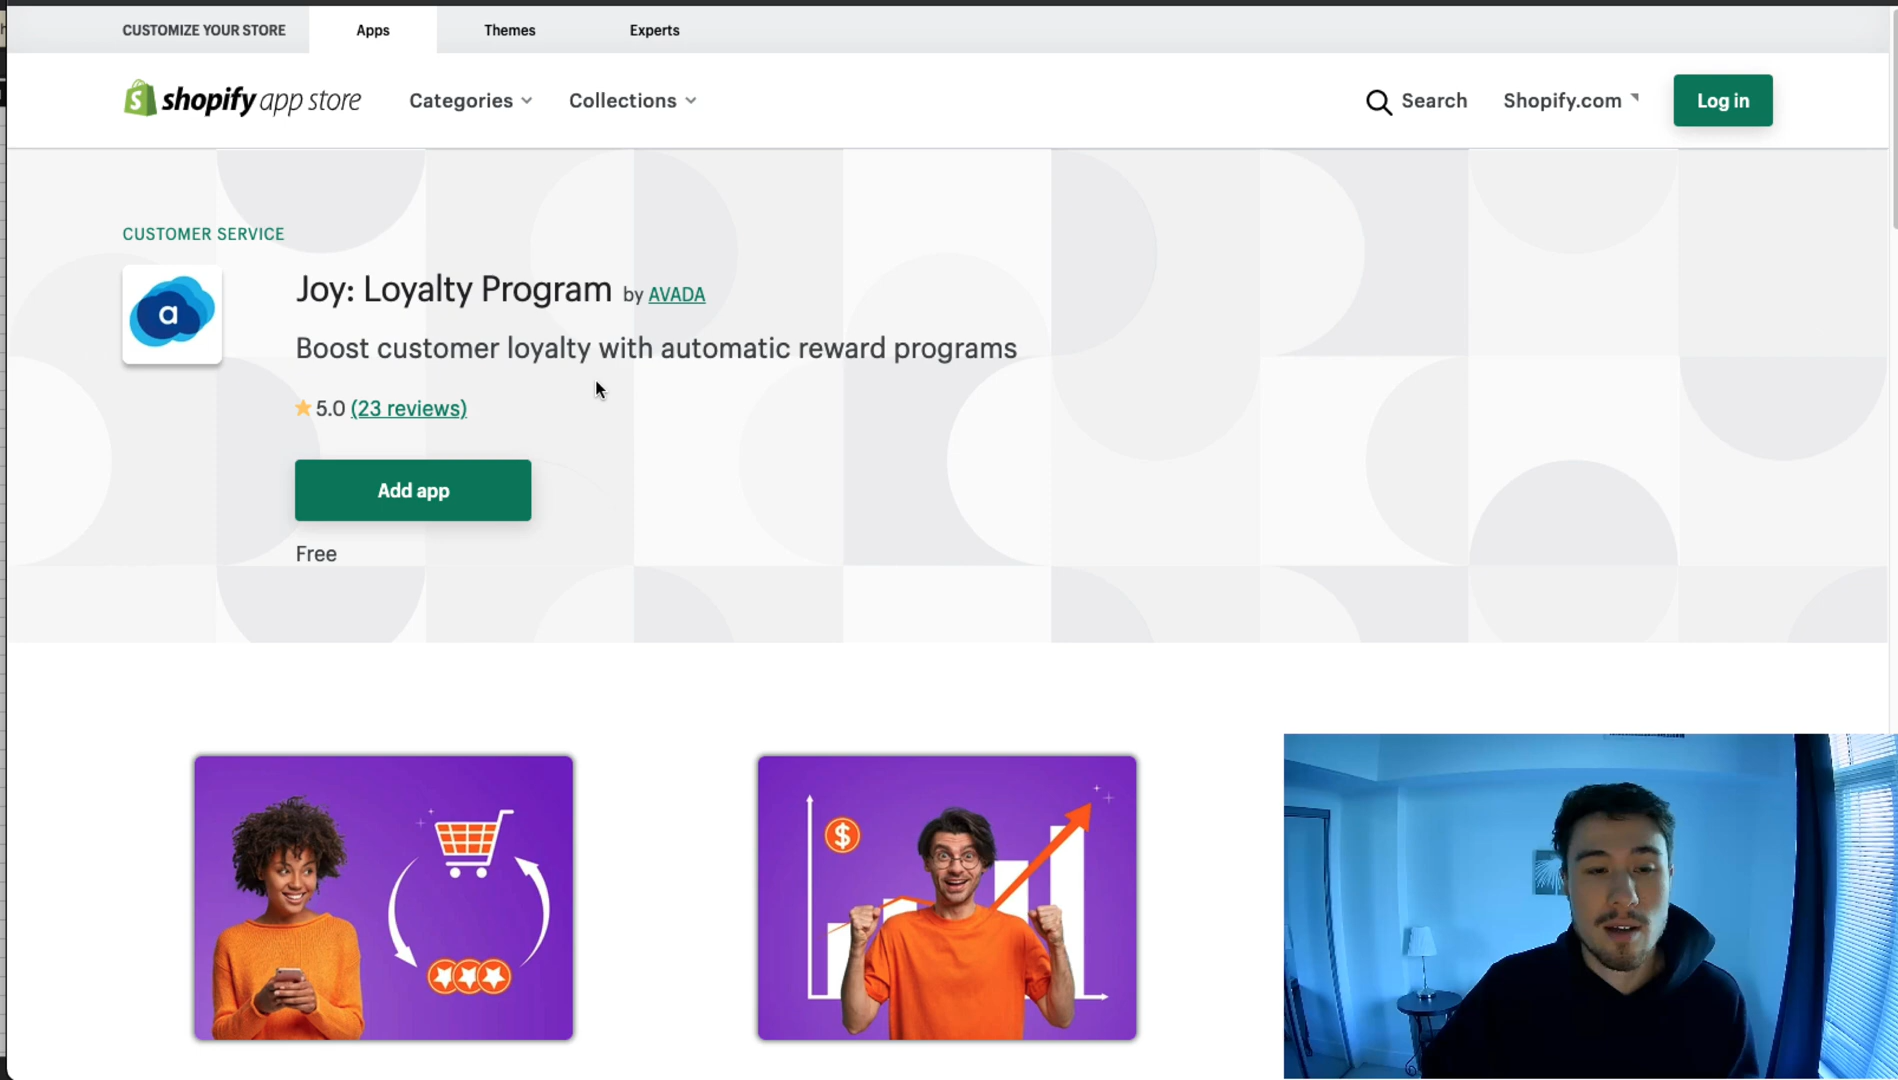 CUSTOMIZE YOUR STORE Apps Themes Experts
shopify app store Categories Collections Search Shopify.com Log in
CUSTOMER SERVICE
a
Joy: Loyalty Program by AVADA
Boost customer loyalty with automatic reward programs
5.0 (23 reviews)
Add app
Free
$